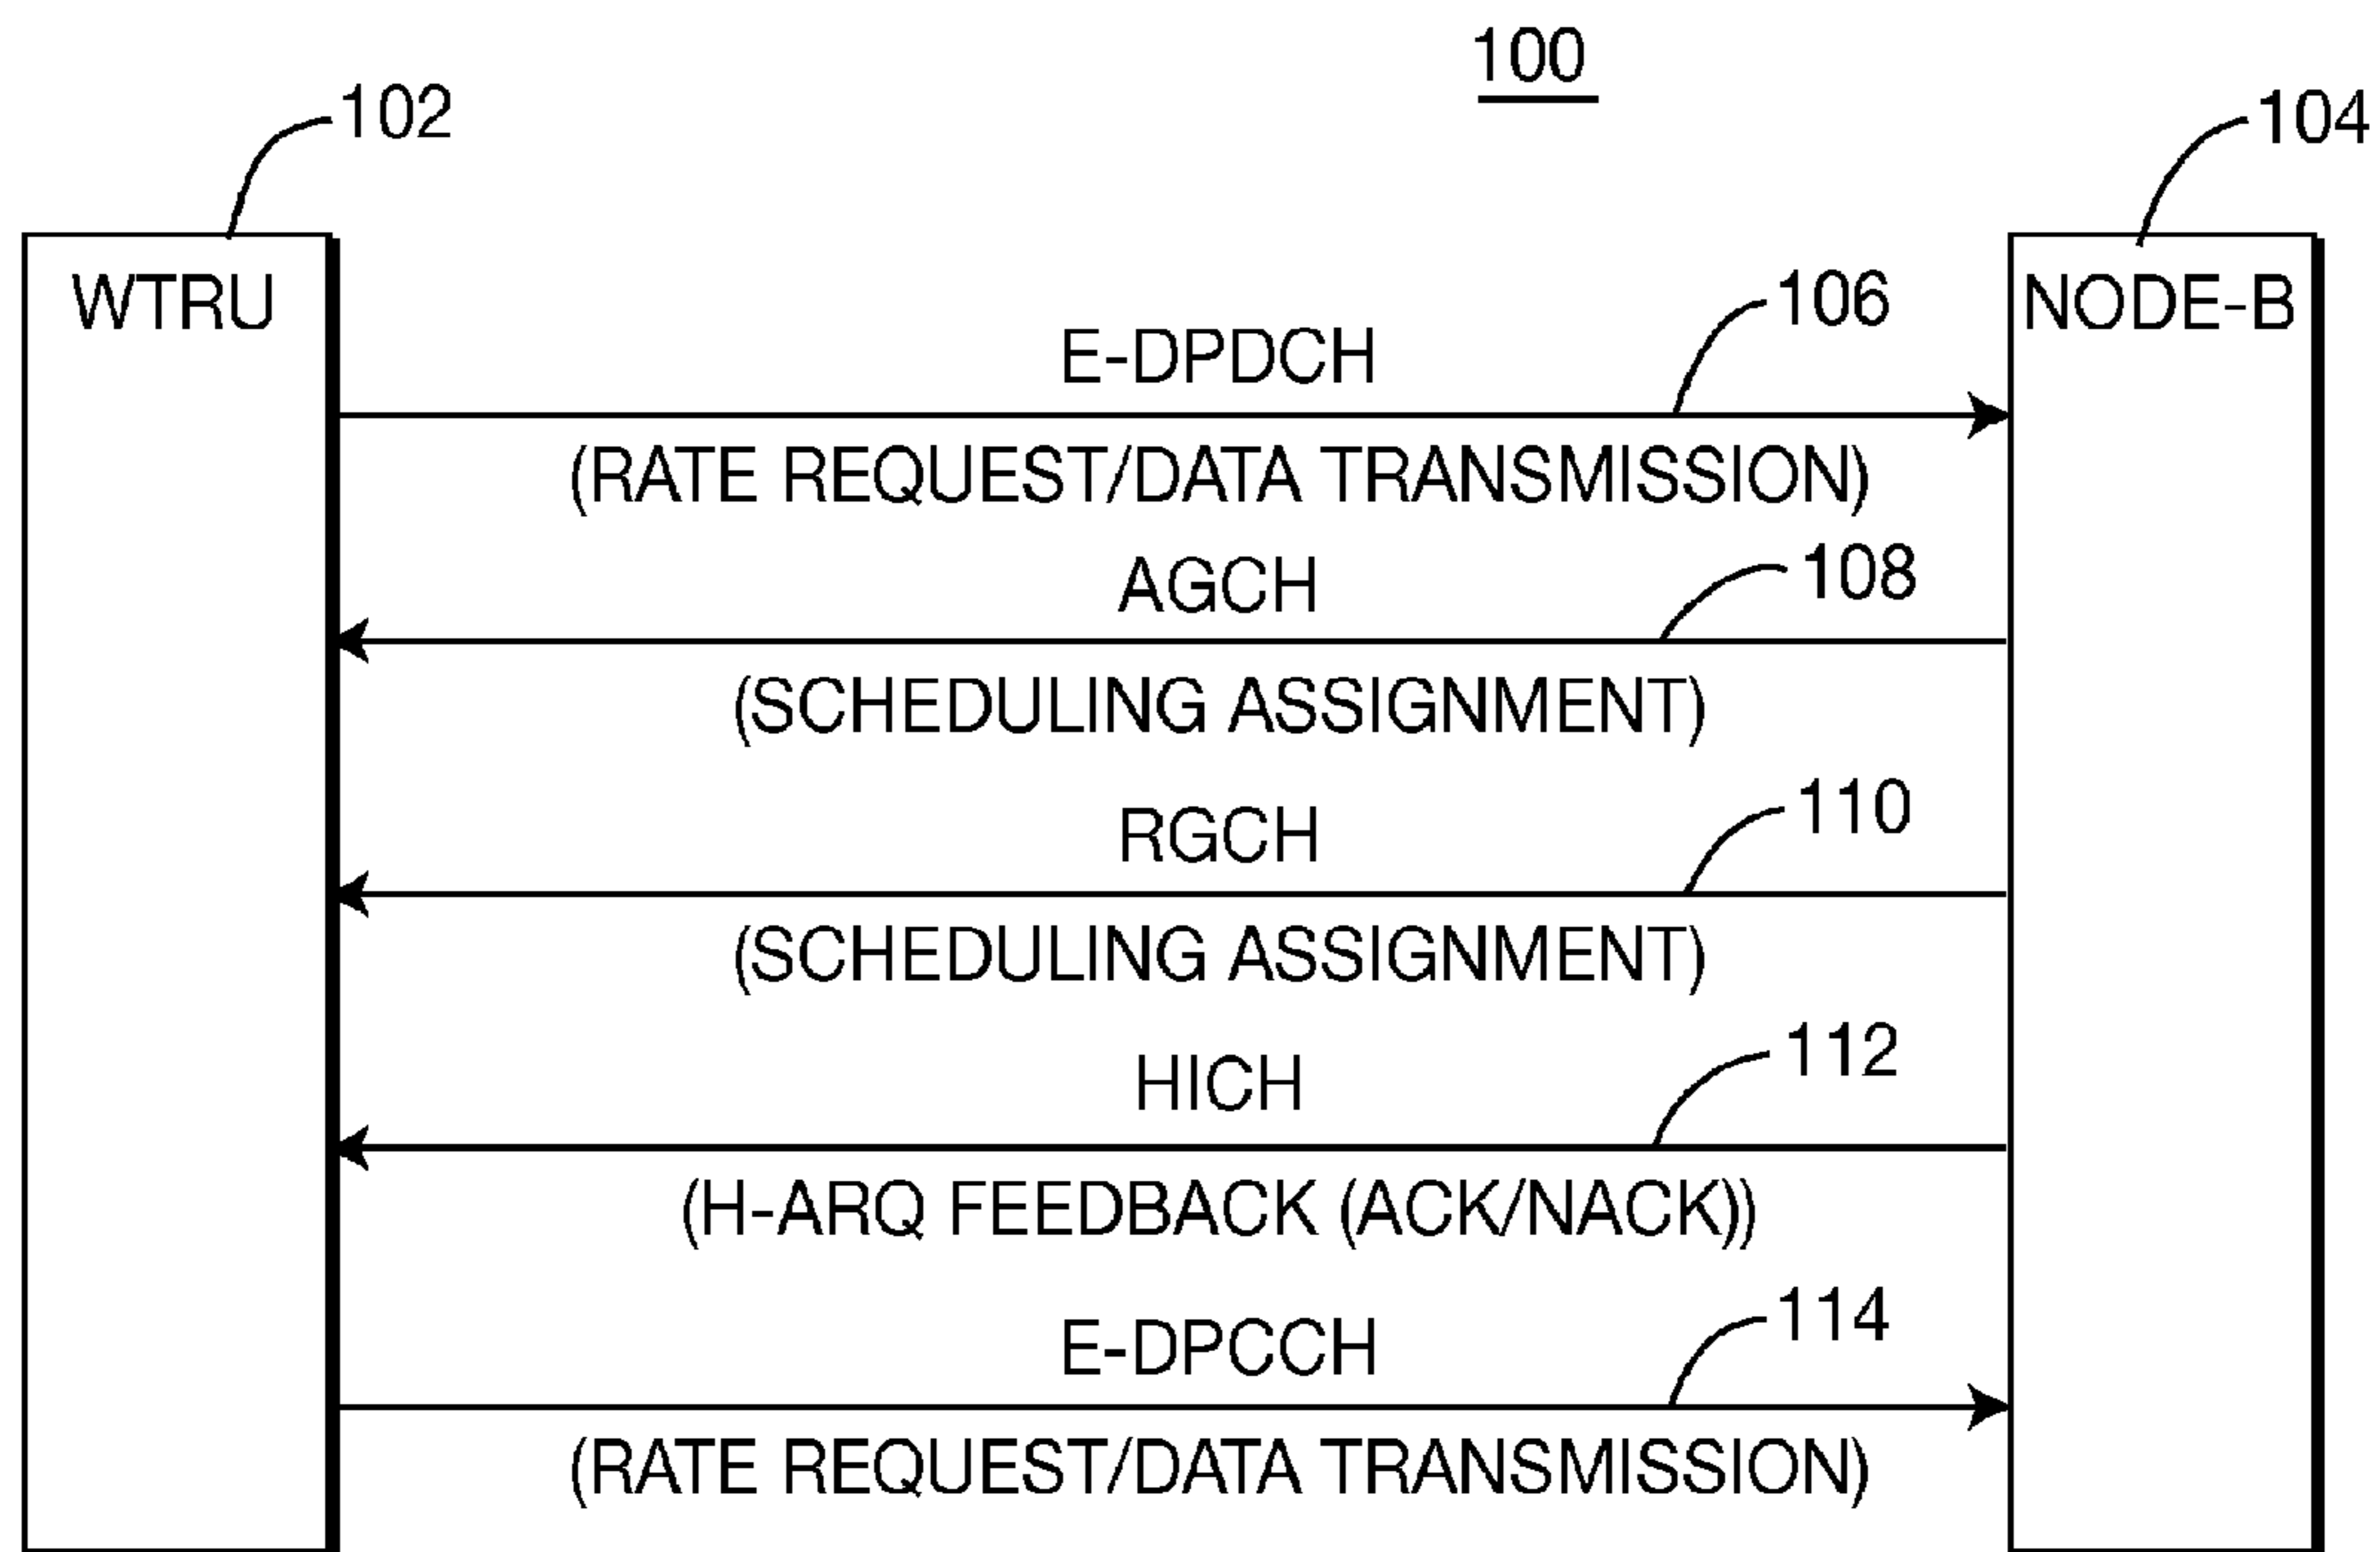 100
102
104
WTRU
NODE-B
106
E-DPDCH
(RATE REQUEST/DATA TRANSMISSION)
108
AGCH
(SCHEDULING ASSIGNMENT)
110
RGCH
(SCHEDULING ASSIGNMENT)
112
HICH
(H-ARQ FEEDBACK (ACK/NACK))
114
E-DPCCH
(RATE REQUEST/DATA TRANSMISSION)